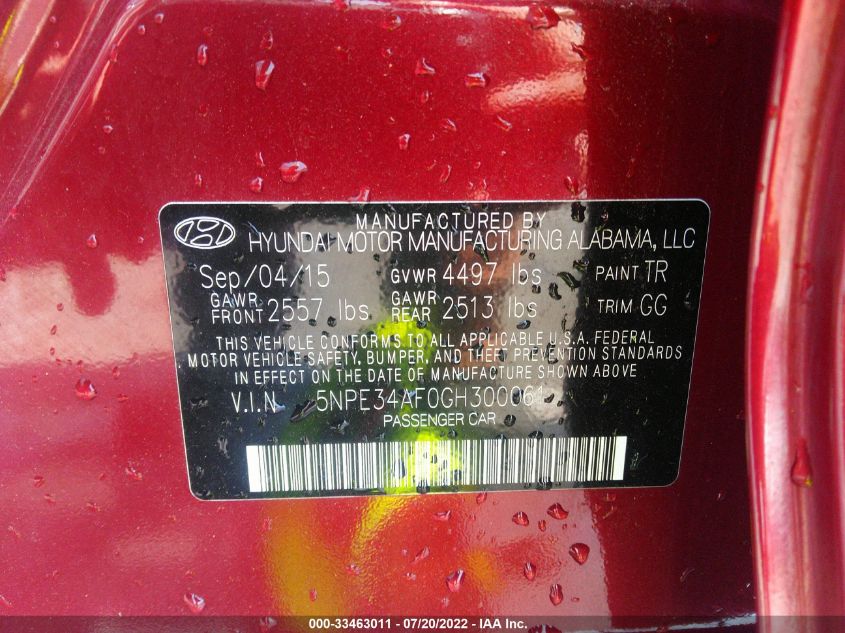 MANUFACTURED BY
HYUNDAI MOTOR MANUFACTURING ALABAMA, LLC
Sep/04/15 GVWR 4497 lbs PAINT TR
GAWR FRONT 2557 lbs GAWR REAR 2513 lbs TRIM GG
THIS VEHICLE CONFORMS TO ALL APPLICABLE U.S.A. FEDERAL
MOTOR VEHICLE SAFETY, BUMPER, AND THEFT PREVENTION STANDARDS
IN EFFECT ON THE DATE OF MANUFACTURE SHOWN ABOVE
V.I.N 5NPE34AF0GH300061
PASSENGER CAR
000-33463011 - 07/20/2022 - IAA Inc.